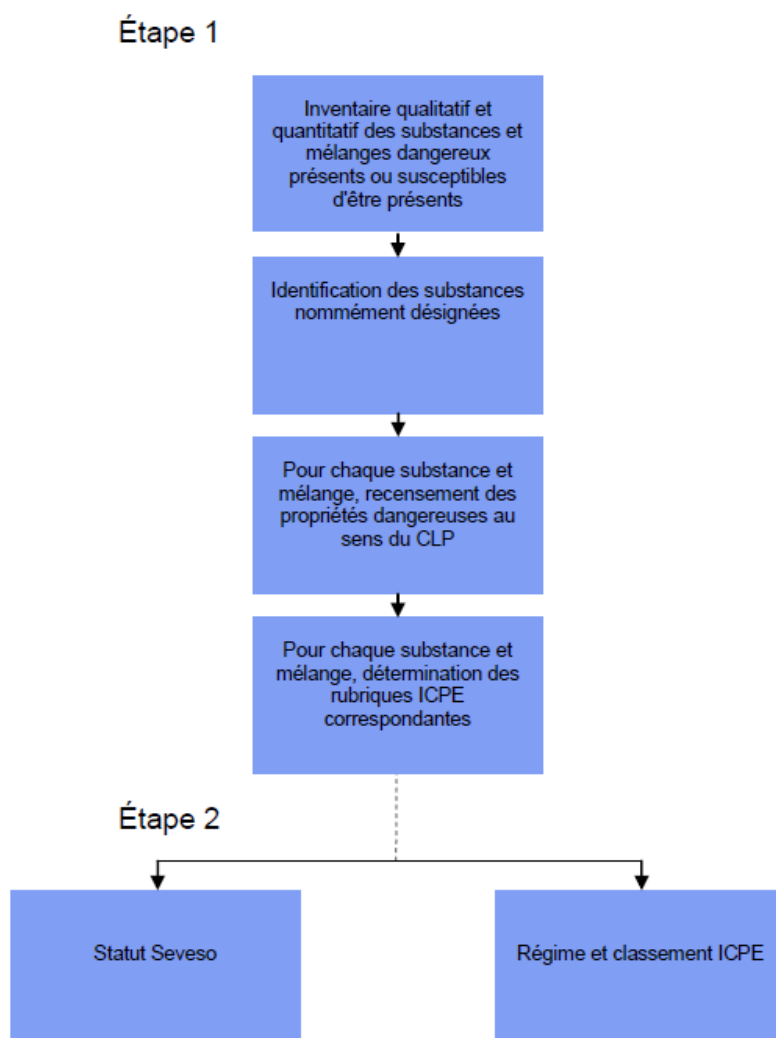 Étape 1
Inventaire qualitatif et
quantitatif des substances et
mélanges dangereux
présents ou susceptibles
d'être présents
Identification des substances
nommément désignées
Pour chaque substance et
mélange, recensement des
propriétés dangereuses au
sens du CLP
Pour chaque substance et
mélange, détermination des
rubriques ICPE
correspondantes
Étape 2
Statut Seveso
Régime et classement ICPE